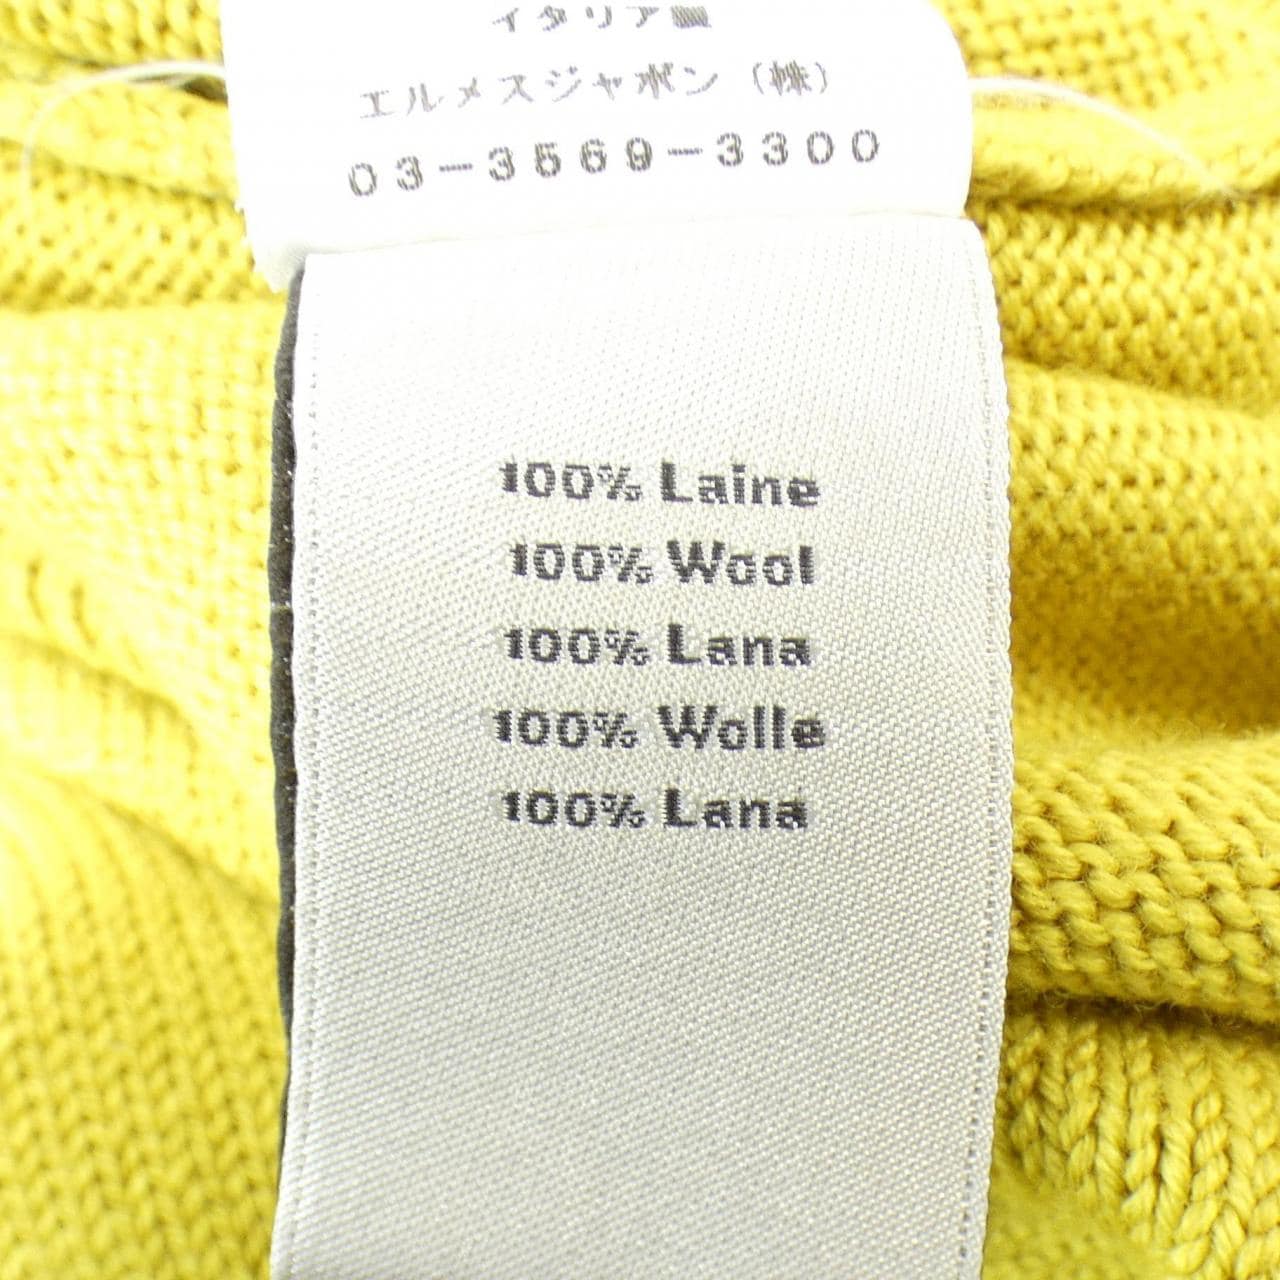 イタリア製
エルメスジャポン（株）
03-3569-3300
100% Laine
100% Wool
100% Lana
100% Wolle
100% Lana